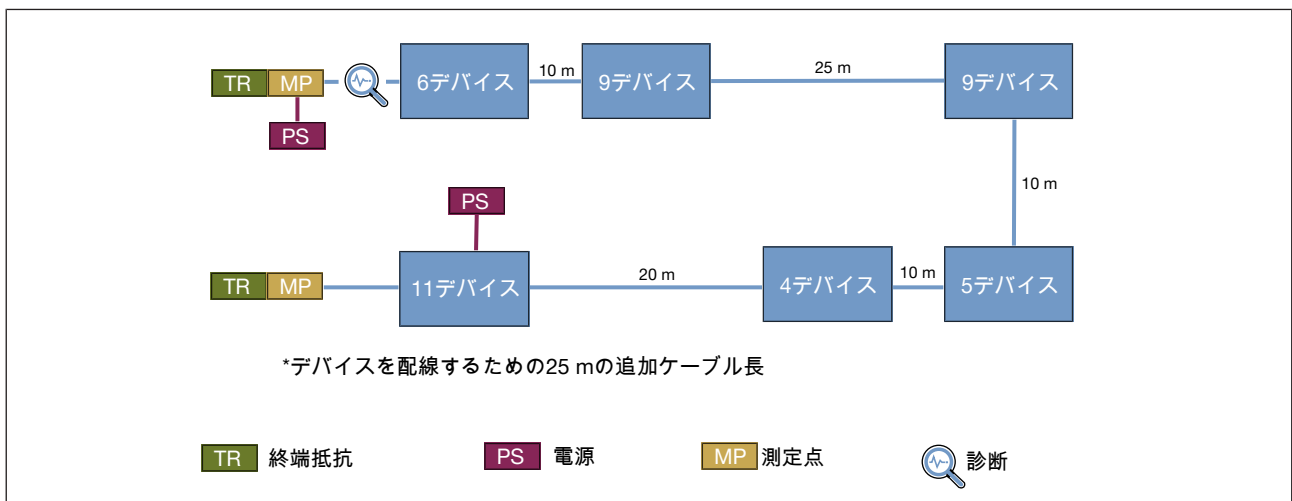 TR MP 6デバイス 10 m 9デバイス 25 m 9デバイス
PS
10 m
PS
TR MP 11デバイス 20 m 4デバイス 10 m 5デバイス
*デバイスを配線するための25 mの追加ケーブル長
TR 終端抵抗 PS 電源 MP 測定点 診断